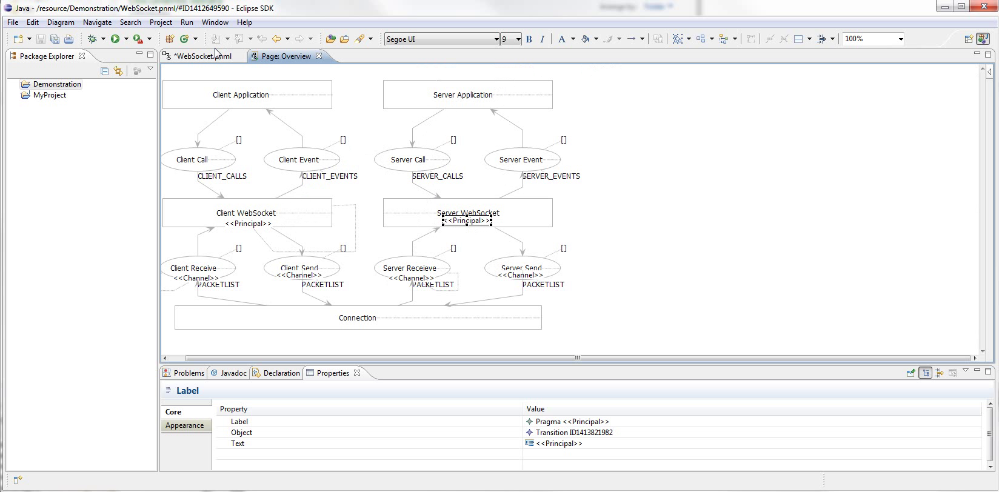 Java - /resource/Demonstration/WebSocket.pnml/#ID1412649590 - Eclipse SDK
File Edit Diagram Navigate Search Project Run Window Help
Segoe UI 9 B I A 100%
Package Explorer
*WebSocket.pnml
Page: Overview
Demonstration
MyProject
Client Application
Server Application
[] [] [] []
Client Call
Client Event
Server Call
Server Event
CLIENT_CALLS
CLIENT_EVENTS
SERVER_CALLS
SERVER_EVENTS
Client WebSocket
<<Principal>>
Server WebSocket
<<Principal>>
[] [] [] []
Client Receive
<<Channel>>
PACKETLIST
Client Send
<<Channel>>
PACKETLIST
Server Receieve
<<Channel>>
PACKETLIST
Server Send
<<Channel>>
PACKETLIST
Connection
Problems @ Javadoc Declaration Properties
Label
Core
Appearance
Property Value
Label Pragma <<Principal>>
Object Transition ID1413821982
Text <<Principal>>